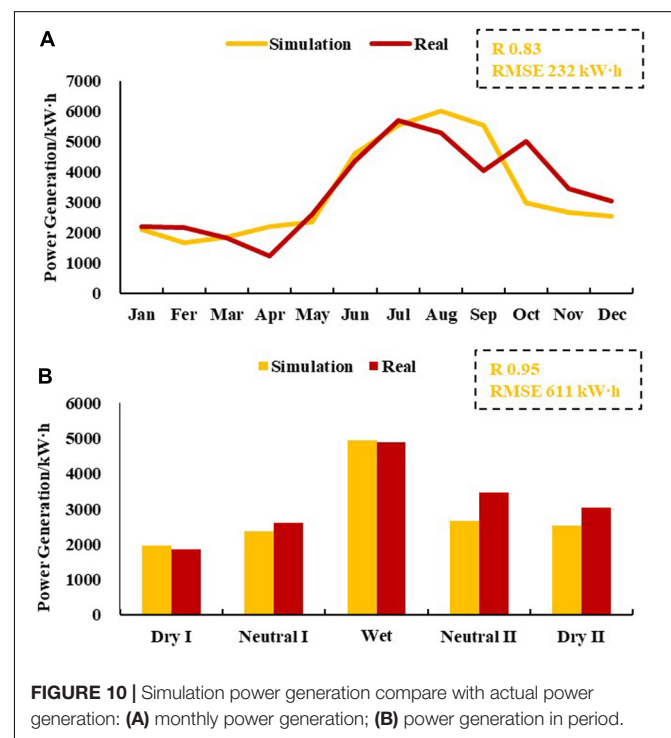 A
Simulation Real
R 0.83
RMSE 232 kW·h
Power Generation/kW·h
7000
6000
5000
4000
3000
2000
1000
0
Jan Fer Mar Apr May Jun Jul Aug Sep Oct Nov Dec
B
Simulation Real
R 0.95
RMSE 611 kW·h
Power Generation/kW·h
6000
5000
4000
3000
2000
1000
0
Dry I Neutral I Wet Neutral II Dry II
FIGURE 10 | Simulation power generation compare with actual power
generation: (A) monthly power generation; (B) power generation in period.